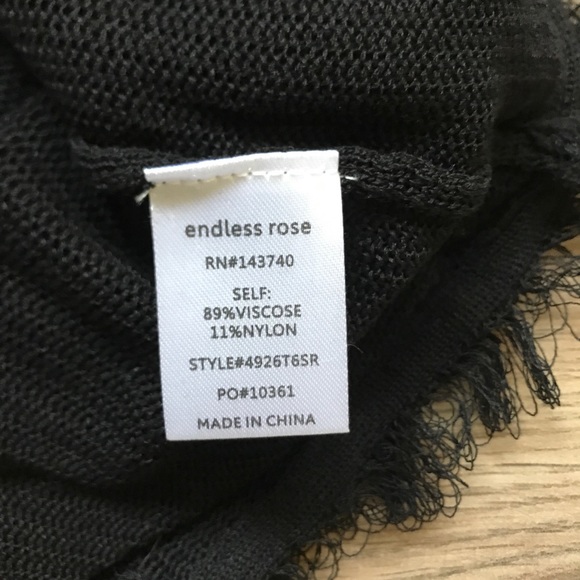 endless rose
RN#143740
SELF:
89%VISCOSE
11%NYLON
STYLE#4926T6SR
PO#10361
MADE IN CHINA